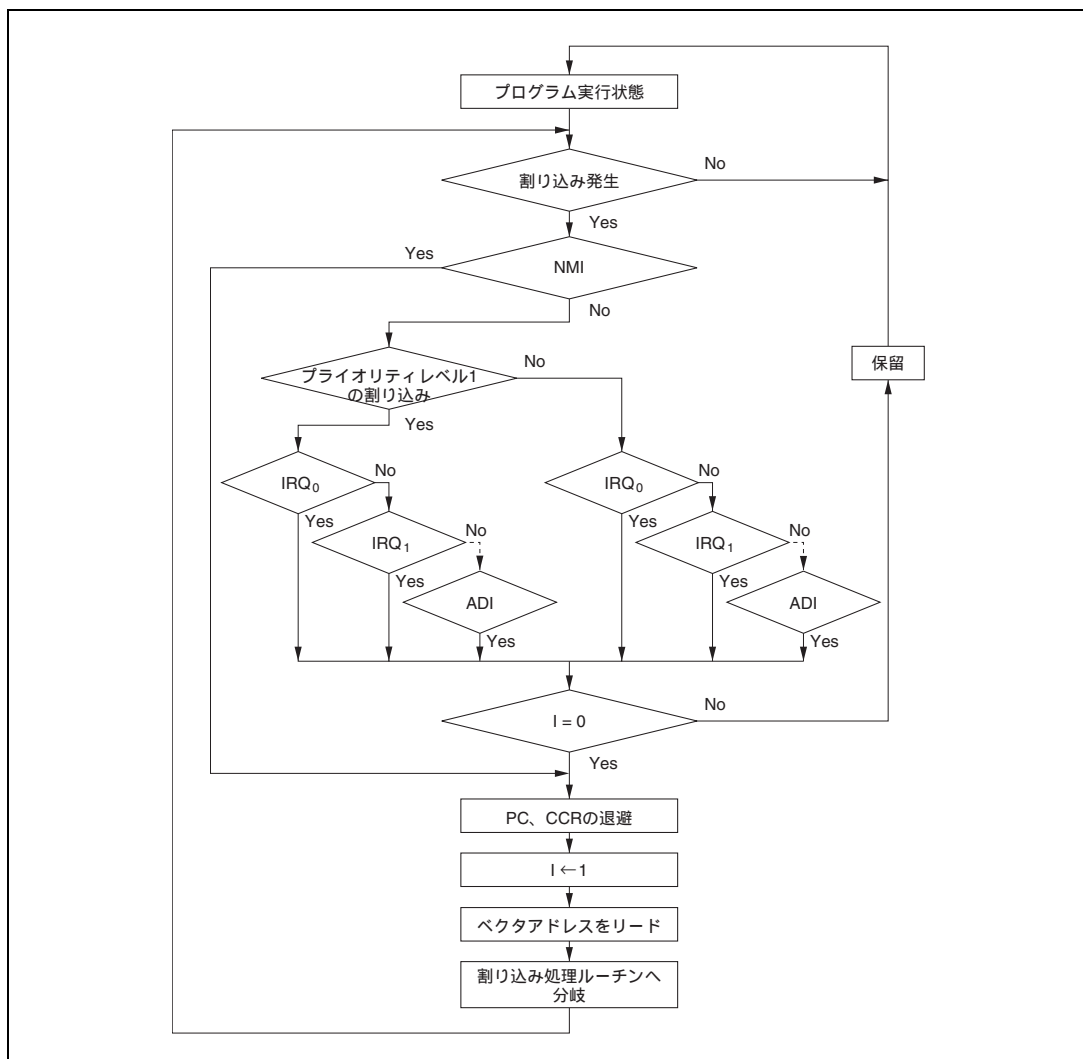 プログラム実行状態
割り込み発生
No
Yes
Yes
NMI
No
プライオリティレベル1
の割り込み
No
保留
Yes
IRQ0
No
IRQ0
No
Yes
IRQ1
No
Yes
IRQ1
No
Yes
ADI
Yes
ADI
Yes
Yes
I = 0
No
Yes
PC、CCRの退避
I ←1
ベクタアドレスをリード
割り込み処理ルーチンへ
分岐